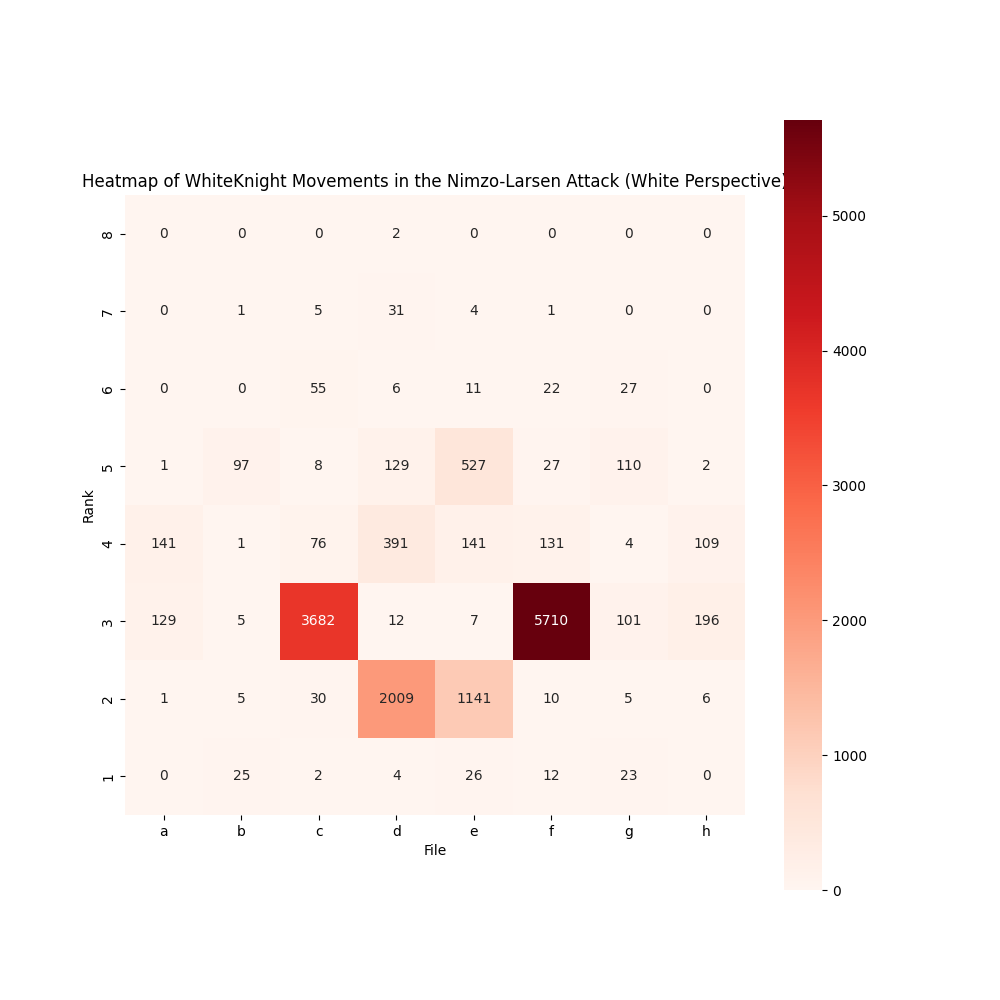 Heatmap of WhiteKnight Movements in the Nimzo-Larsen Attack (White Perspective)
8 0 0 0 2 0 0 0 0
7 0 1 5 31 4 1 0 0
6 0 0 55 6 11 22 27 0
5 1 97 8 129 527 27 110 2
Rank
4 141 1 76 391 141 131 4 109
3 129 5 3682 12 7 5710 101 196
2 1 5 30 2009 1141 10 5 6
1 0 25 2 4 26 12 23 0
a b c d e f g h
File
5000
4000
3000
2000
1000
0